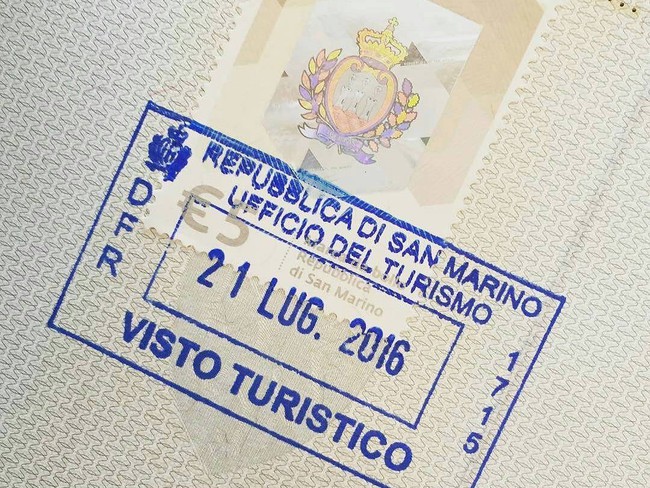 REPUBBLICA DI SAN MARINO
UFFICIO DEL TURISMO
DFR
€5
Repubblica
di San Marino
21 LUG. 2016
1715
VISTO TURISTICO